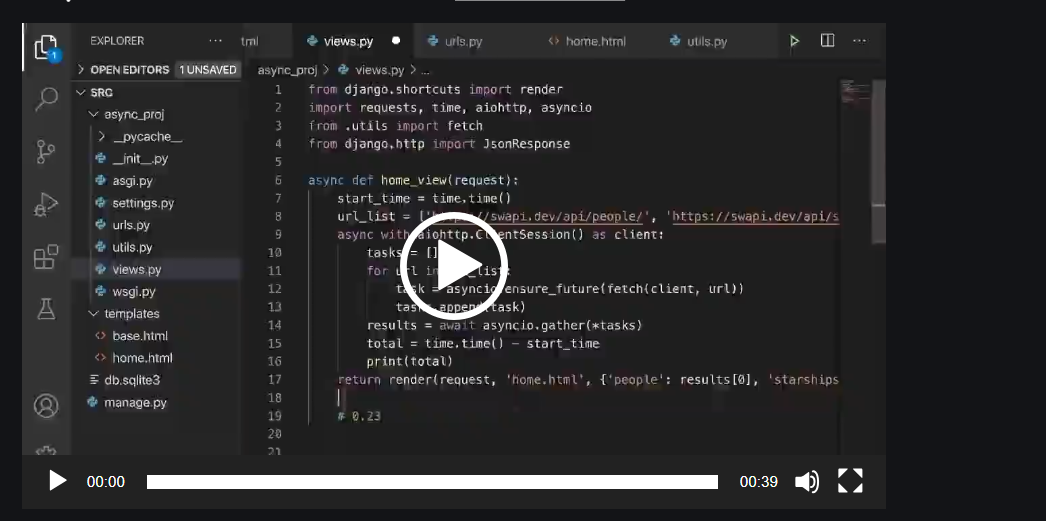 EXPLORER ... tml views.py urls.py home.html utils.py ...
OPEN EDITORS 1 UNSAVED async_proj > views.py > ...
SRC
async_proj
__pycache__
__init__.py
asgi.py
settings.py
urls.py
utils.py
views.py
wsgi.py
templates
base.html
home.html
db.sqlite3
manage.py
1
1 from django.shortcuts import render
2 import requests, time, aiohttp, asyncio
3 from .utils import fetch
4 from django.http import JsonResponse
5
6 async def home_view(request):
7 start_time = time.time()
8 url_list = ['//swapi.dev/api/people/', 'https://swapi.dev/api/s
9 async with aiohttp.ClientSession() as client:
10 tasks = []
11 for url in list:
12 task = asyncio.ensure_future(fetch(client, url))
13 tasks.append(task)
14 results = await asyncio.gather(*tasks)
15 total = time.time() - start_time
16 print(total)
17 return render(request, 'home.html', {'people': results[0], 'starships
18
19 # 0.23
20
21
00:00 00:39